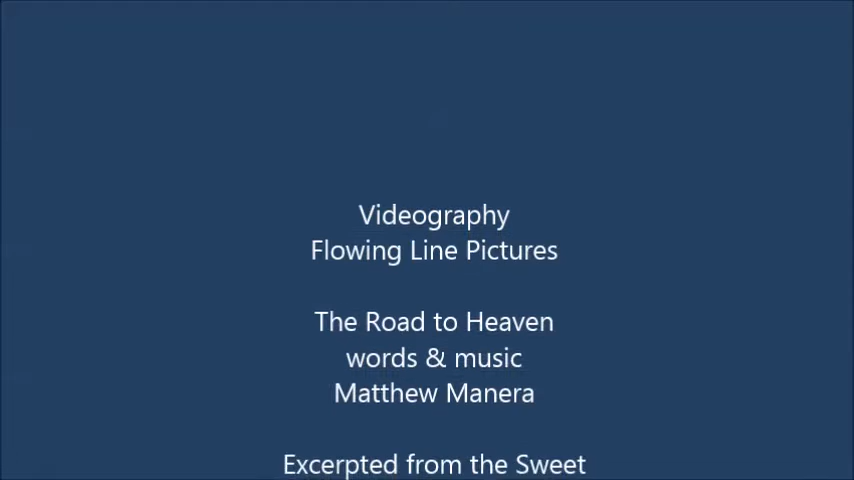 Videography
Flowing Line Pictures
The Road to Heaven
words & music
Matthew Manera
Excerpted from the Sweet